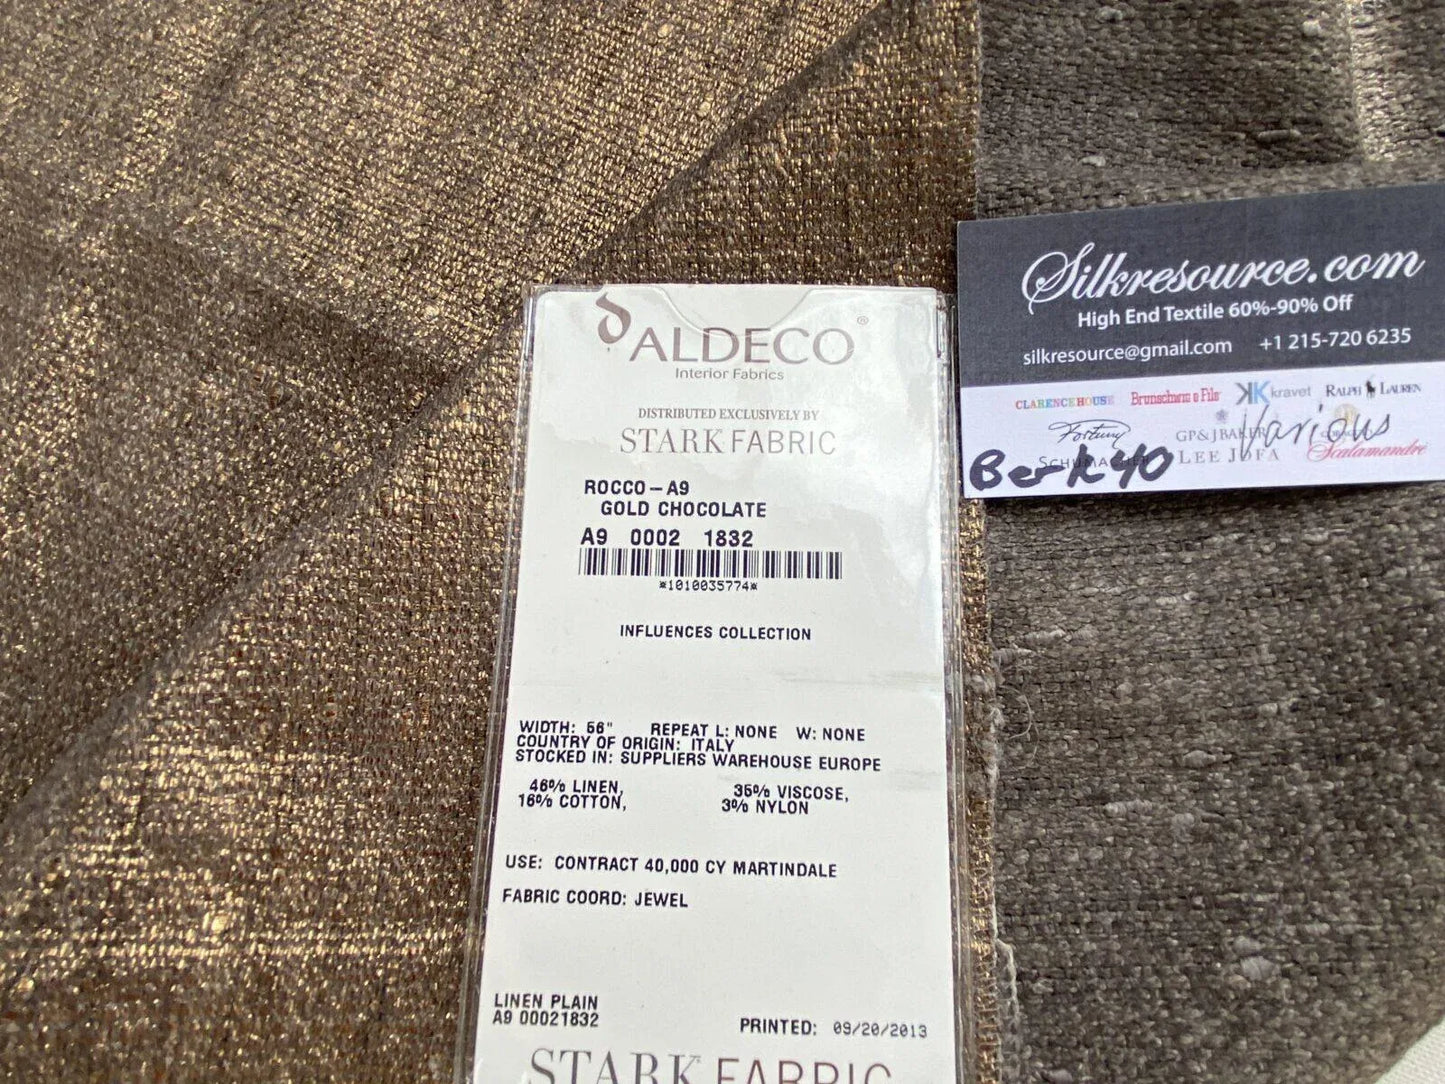 ALDECO®
Interior Fabrics
DISTRIBUTED EXCLUSIVELY BY
STARK FABRIC
ROCCO-A9
GOLD CHOCOLATE
A9 0002 1832
*1010035774*
INFLUENCES COLLECTION
WIDTH: 56" REPEAT L: NONE W: NONE
COUNTRY OF ORIGIN: ITALY
STOCKED IN: SUPPLIERS WAREHOUSE EUROPE
46% LINEN, 35% VISCOSE,
16% COTTON, 3% NYLON
USE: CONTRACT 40,000 CY MARTINDALE
FABRIC COORD: JEWEL
LINEN PLAIN
A9 00021832
PRINTED: 09/20/2013
STARK FABRIC
Silkresource.com
High End Textile 60%-90% Off
silkresource@gmail.com +1 215-720 6235
CLARENCE HOUSE Brunschwig & Fils kravet RALPH LAUREN
Fortuny GP&J BAKER Various
SCHUMACHER LEE JOFA Scalamandre
Berk 40